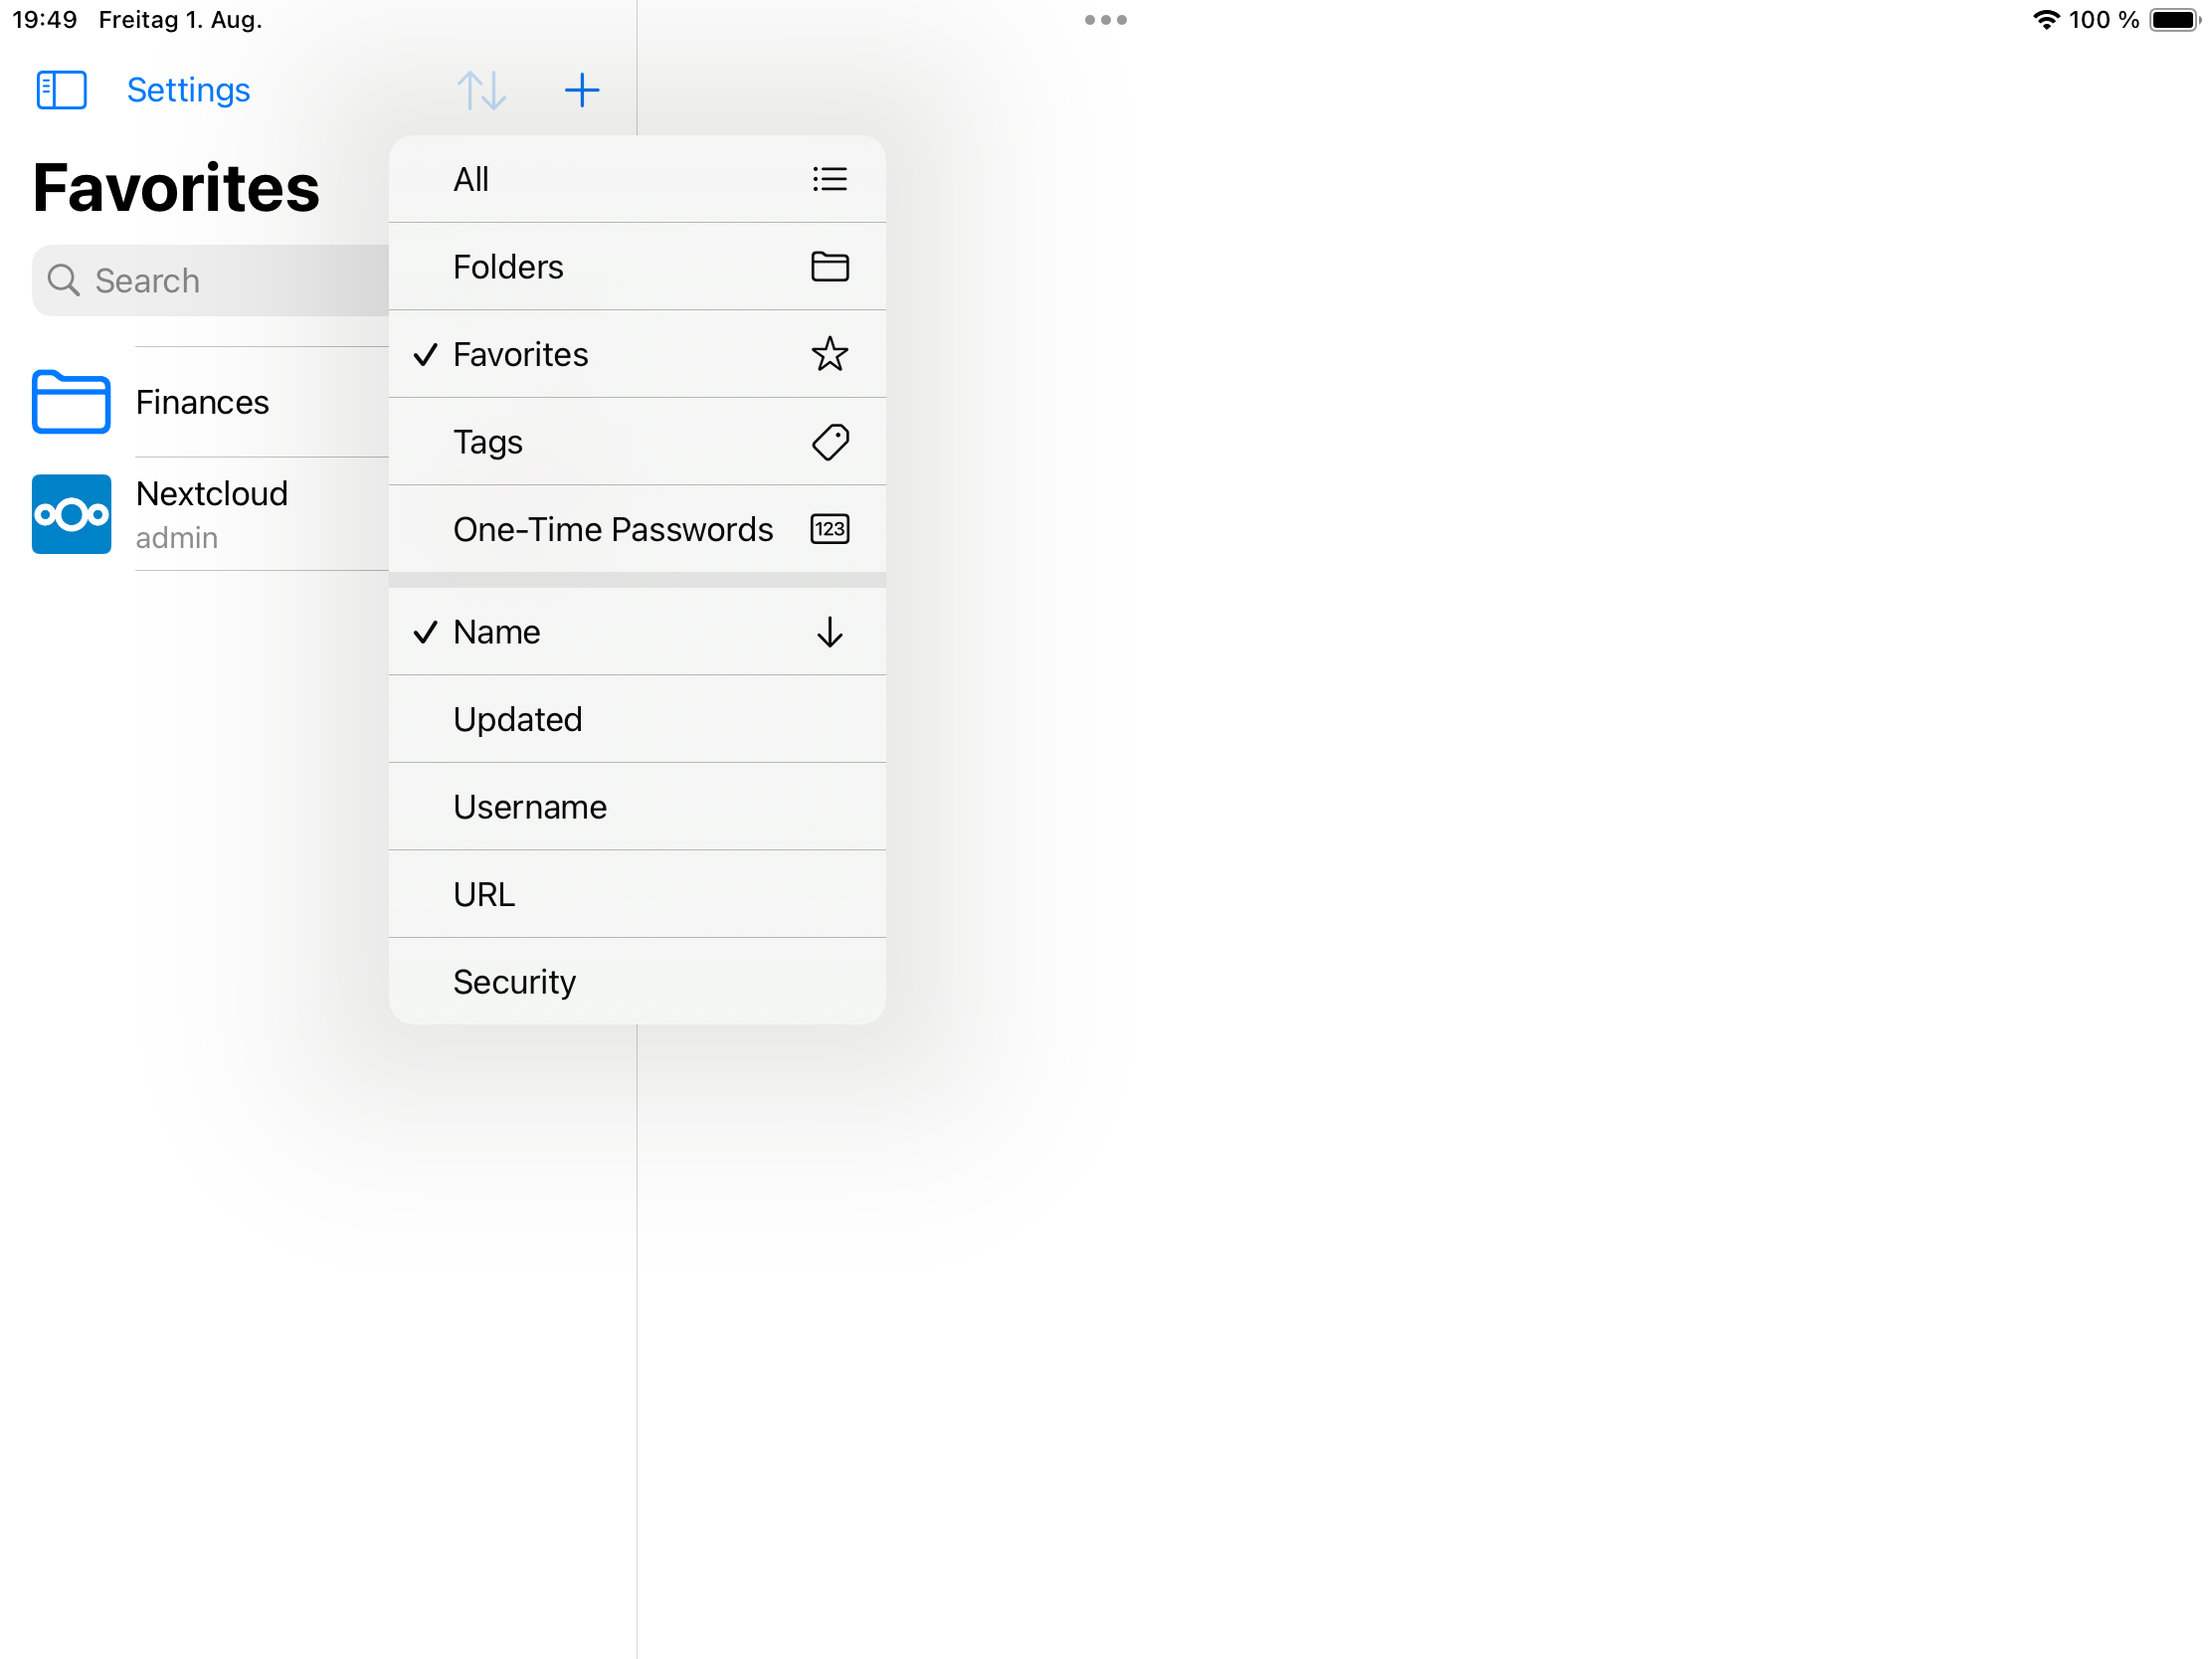 19:49 Freitag 1. Aug.
100 %
Settings
Favorites
Search
Finances
Nextcloud
admin
All
Folders
Favorites
Tags
One-Time Passwords
123
Name
Updated
Username
URL
Security